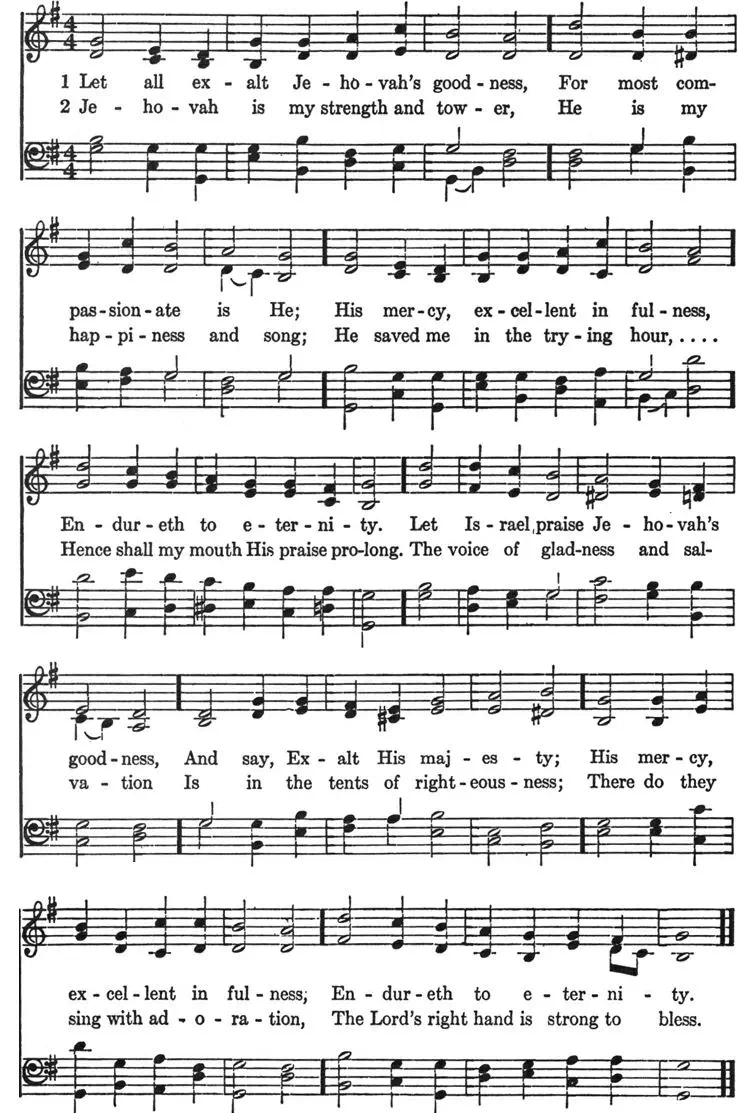 4 4
1 Let all ex - alt Je - ho - vah's good - ness, For most com-
2 Je - ho - vah is my strength and tow - er, He is my
4 4
pas - sion - ate is He; His mer - cy, ex - cel - lent in ful - ness,
hap - pi - ness and song; He saved me in the try - ing hour, . . . .
En - dur - eth to e - ter - ni - ty. Let Is - rael praise Je - ho - vah's
Hence shall my mouth His praise pro-long. The voice of glad-ness and sal-
good - ness, And say, Ex - alt His maj - es - ty; His mer - cy,
va - tion Is in the tents of right-eous - ness; There do they
ex - cel - lent in ful - ness; En - dur - eth to e - ter - ni - ty.
sing with ad - o - ra - tion, The Lord's right hand is strong to bless.